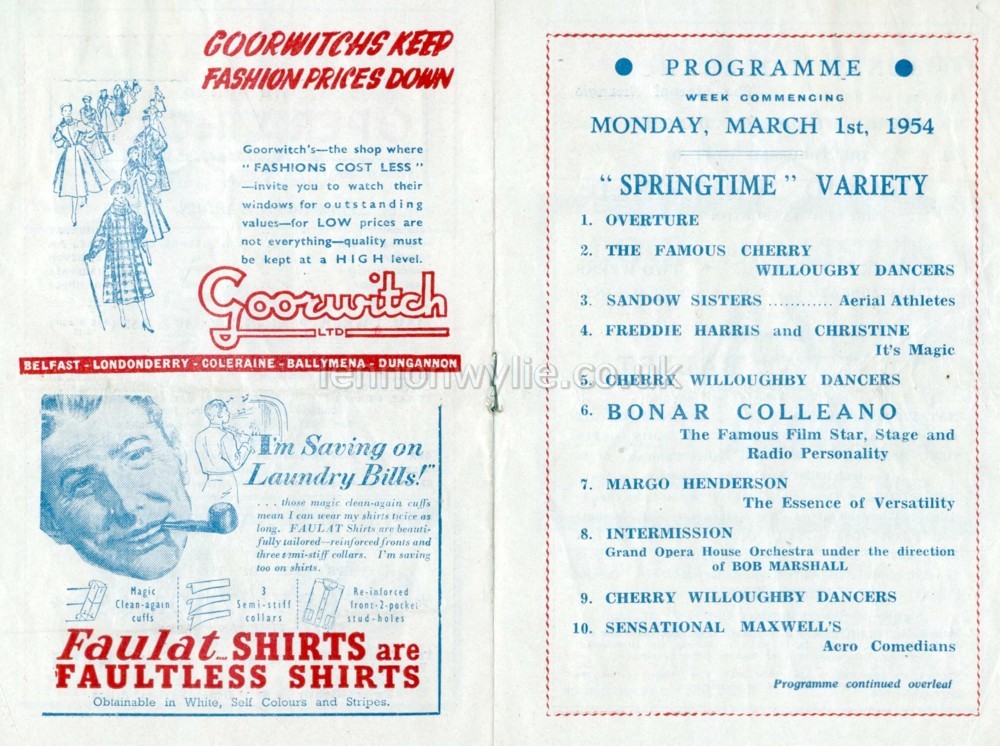 GOORWITCHS KEEP
FASHION PRICES DOWN
Goorwitch's—the shop where
"FASHIONS COST LESS"
—invite you to watch their
windows for outstanding
values—for LOW prices are
not everything—quality must
be kept at a HIGH level.
Goorwitch
LTD
BELFAST - LONDONDERRY - COLERAINE - BALLYMENA - DUNGANNON
"I'm Saving on
Laundry Bills!"
. . . those magic clean-again cuffs
mean I can wear my shirts twice as
long. FAULAT Shirts are beauti-
fully tailored—reinforced fronts and
three semi-stiff collars. I'm saving
too on shirts.
Magic
Clean-again
cuffs
3
Semi-stiff
collars
Re-inforced
front-2-pocket
stud-holes
Faulat SHIRTS are
FAULTLESS SHIRTS
Obtainable in White, Self Colours and Stripes.
● PROGRAMME ●
WEEK COMMENCING
MONDAY, MARCH 1st, 1954
"SPRINGTIME" VARIETY
1. OVERTURE
2. THE FAMOUS CHERRY
WILLOUGBY DANCERS
3. SANDOW SISTERS ............ Aerial Athletes
4. FREDDIE HARRIS and CHRISTINE
It's Magic
5. CHERRY WILLOUGHBY DANCERS
6. BONAR COLLEANO
The Famous Film Star, Stage and
Radio Personality
7. MARGO HENDERSON
The Essence of Versatility
8. INTERMISSION
Grand Opera House Orchestra under the direction
of BOB MARSHALL
9. CHERRY WILLOUGHBY DANCERS
10. SENSATIONAL MAXWELL'S
Acro Comedians
Programme continued overleaf
lennonwylie.co.uk